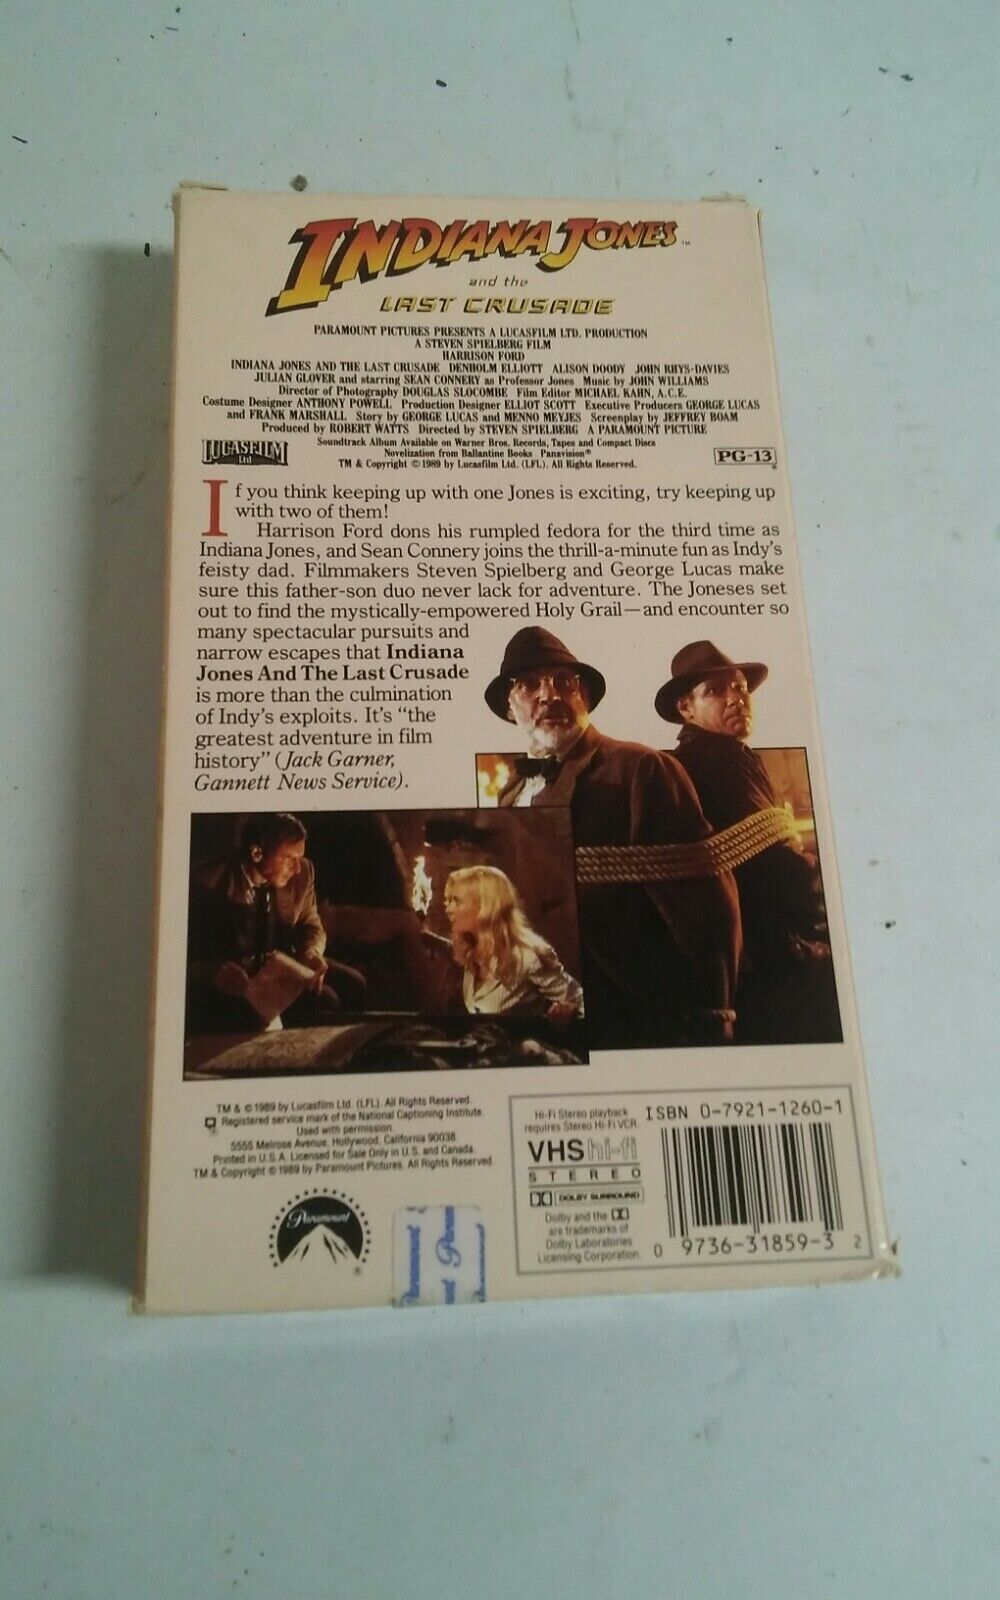 INDIANA JONES™
and the
LAST CRUSADE
PARAMOUNT PICTURES PRESENTS A LUCASFILM LTD. PRODUCTION
A STEVEN SPIELBERG FILM
HARRISON FORD
INDIANA JONES AND THE LAST CRUSADE DENHOLM ELLIOTT ALISON DOODY JOHN RHYS-DAVIES
JULIAN GLOVER and starring SEAN CONNERY as Professor Jones Music by JOHN WILLIAMS
Director of Photography DOUGLAS SLOCOMBE Film Editor MICHAEL KAHN, A.C.E.
Costume Designer ANTHONY POWELL Production Designer ELLIOT SCOTT Executive Producers GEORGE LUCAS
and FRANK MARSHALL Story by GEORGE LUCAS and MENNO MEYJES Screenplay by JEFFREY BOAM
Produced by ROBERT WATTS Directed by STEVEN SPIELBERG A PARAMOUNT PICTURE
Soundtrack Album Available on Warner Bros. Records, Tapes and Compact Discs
Novelization from Ballantine Books Panavision®
TM & Copyright © 1989 by Lucasfilm Ltd. (LFL). All Rights Reserved.
LUCASFILM
Ltd
PG-13
®
If you think keeping up with one Jones is exciting, try keeping up
with two of them!
Harrison Ford dons his rumpled fedora for the third time as
Indiana Jones, and Sean Connery joins the thrill-a-minute fun as Indy's
feisty dad. Filmmakers Steven Spielberg and George Lucas make
sure this father-son duo never lack for adventure. The Joneses set
out to find the mystically-empowered Holy Grail—and encounter so
many spectacular pursuits and
narrow escapes that Indiana
Jones And The Last Crusade
is more than the culmination
of Indy's exploits. It's "the
greatest adventure in film
history" (Jack Garner,
Gannett News Service).
TM & © 1989 by Lucasfilm Ltd. (LFL). All Rights Reserved.
Registered service mark of the National Captioning Institute.
Used with permission.
5555 Melrose Avenue, Hollywood, California 90038
Printed in U.S.A. Licensed for Sale Only in U.S. and Canada.
TM & Copyright © 1989 by Paramount Pictures. All Rights Reserved.
Paramount
®
Paramount
Hi-Fi Stereo playback
requires Stereo Hi-Fi VCR
VHS hi-fi
STEREO
DOLBY SURROUND
Dolby and the
are trademarks of
Dolby Laboratories
Licensing Corporation.
ISBN 0-7921-1260-1
0 9736-31859-3 2